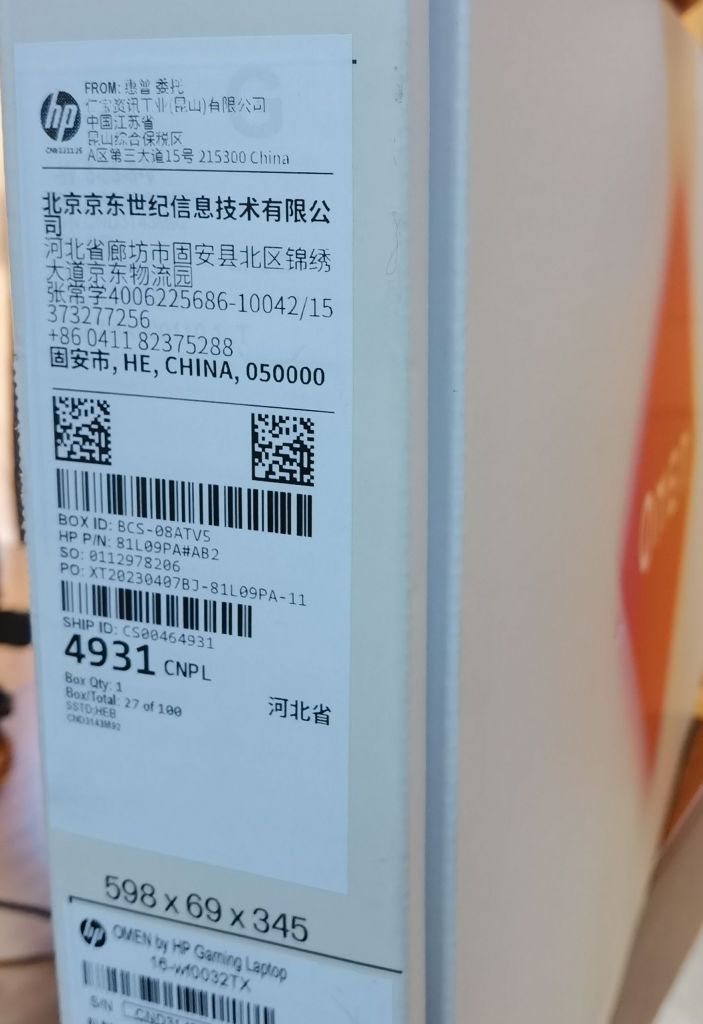 hp
FROM: 惠普 委托
仁宝资讯工业(昆山)有限公司
中国江苏省
昆山综合保税区
A区第三大道15号 215300 China
北京京东世纪信息技术有限公
司
河北省廊坊市固安县北区锦绣
大道京东物流园
张常学4006225686-10042/15
373277256
+86 0411 82375288
固安市, HE, CHINA, 050000
BOX ID: BCS-08ATV5
HP P/N: 81L09PA#AB2
SO: 0112978206
PO: XT20230407BJ-81L09PA-11
SHIP ID: CS00464931
4931 CNPL
Box Qty: 1
Box/Total: 27 of 100
河北省
SSTD;HEB
CND3143M92
598 x 69 x 345
hp OMEN by HP Gaming Laptop
16-wf0032TX
S/N
OMEN